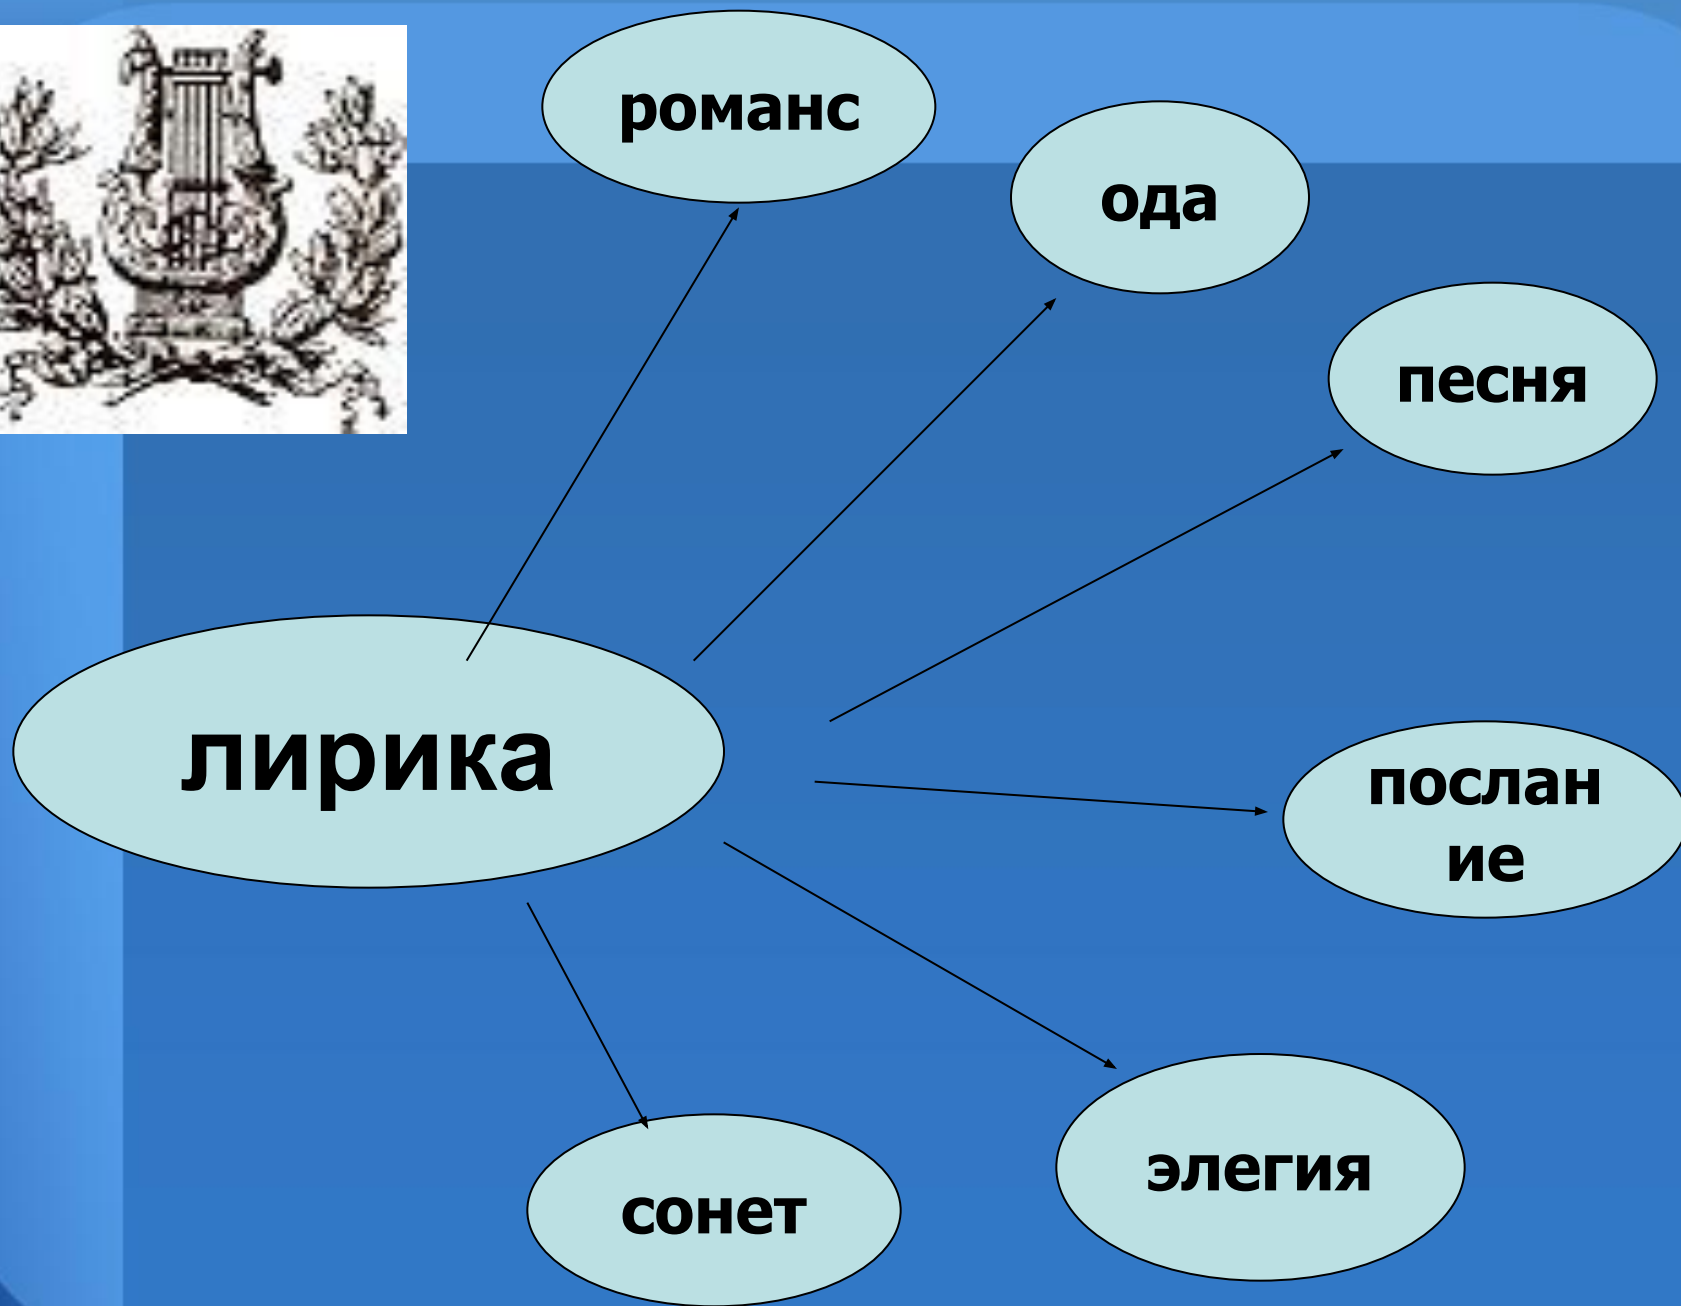 романс
ода
песня
лирика
послан
ие
элегия
сонет